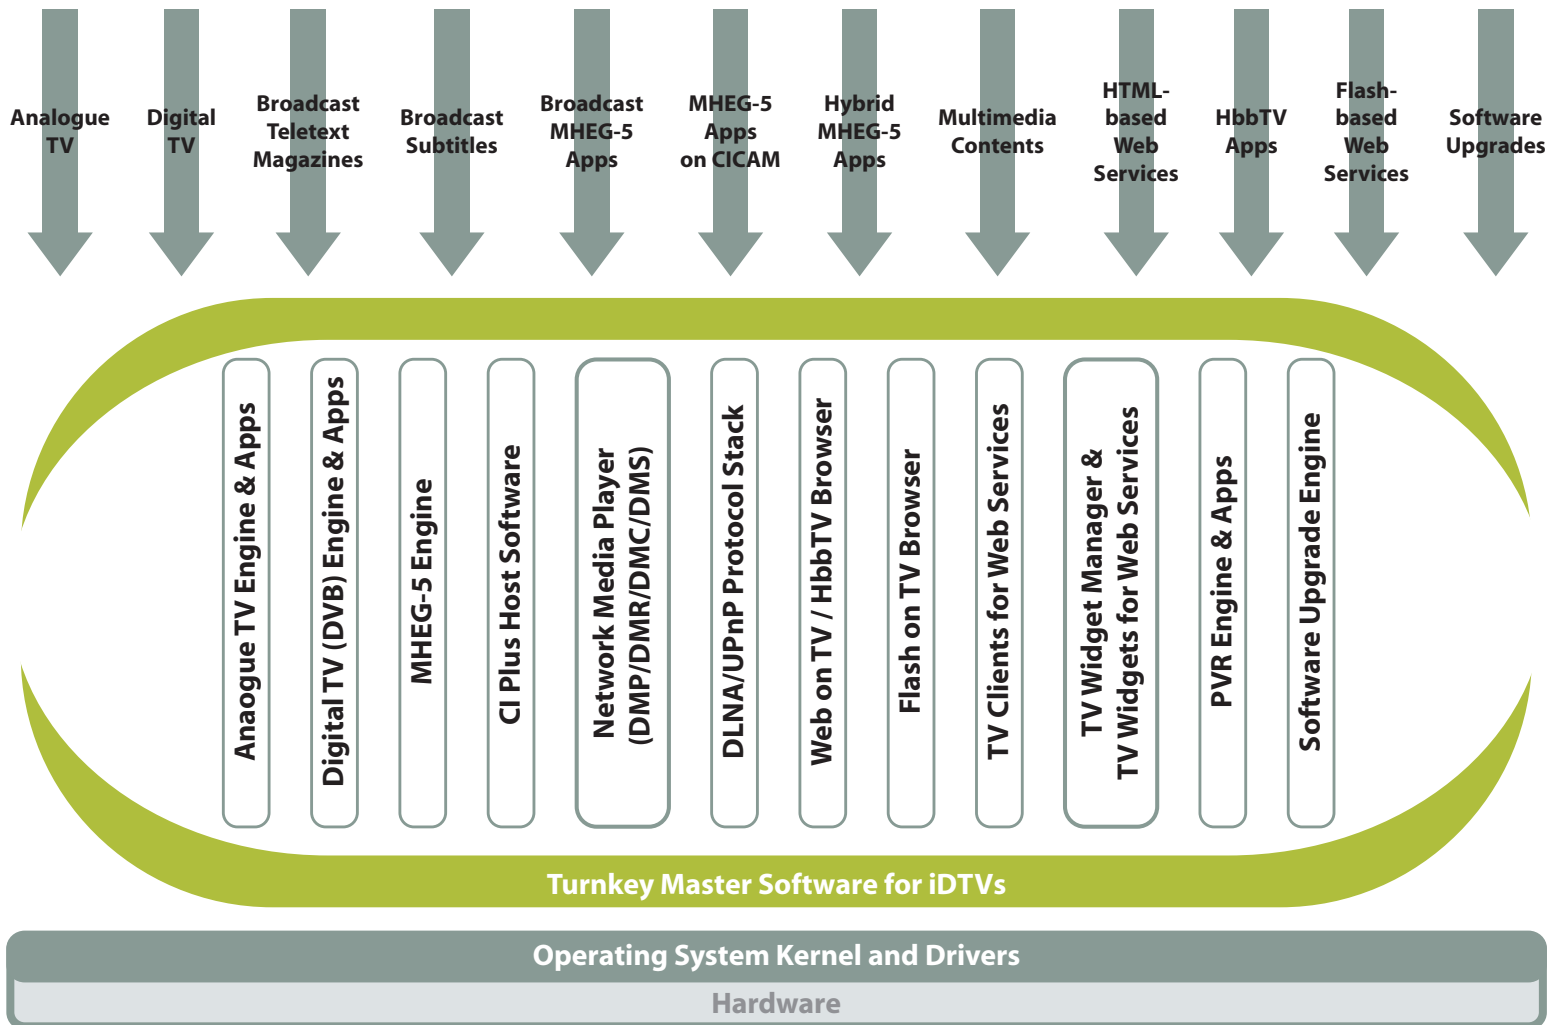 Analogue
TV
Digital
TV
Broadcast
Teletext
Magazines
Broadcast
Subtitles
Broadcast
MHEG-5
Apps
MHEG-5
Apps
on CICAM
Hybrid
MHEG-5
Apps
Multimedia
Contents
HTML-
based
Web
Services
HbbTV
Apps
Flash-
based
Web
Services
Software
Upgrades
Anaogue TV Engine & Apps
Digital TV (DVB) Engine & Apps
MHEG-5 Engine
CI Plus Host Software
Network Media Player
(DMP/DMR/DMC/DMS)
DLNA/UPnP Protocol Stack
Web on TV / HbbTV Browser
Flash on TV Browser
TV Clients for Web Services
TV Widget Manager &
TV Widgets for Web Services
PVR Engine & Apps
Software Upgrade Engine
Turnkey Master Software for iDTVs
Operating System Kernel and Drivers
Hardware